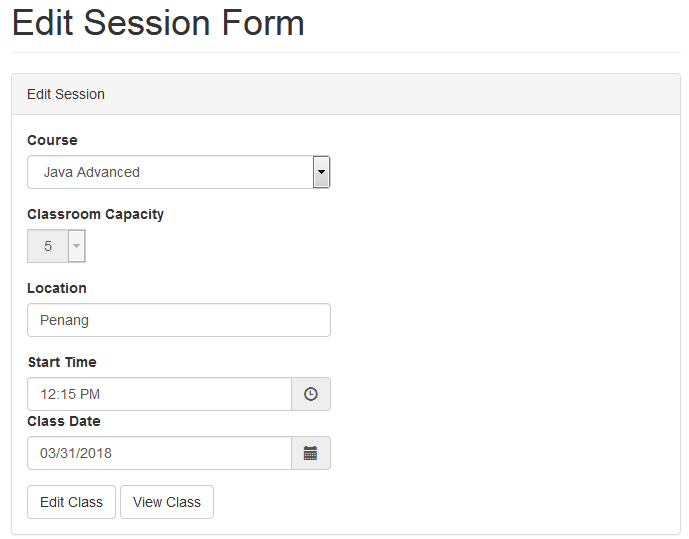 Edit Session Form
Edit Session
Course
Java Advanced
Classroom Capacity
5
Location
Penang
Start Time
12:15 PM
Class Date
03/31/2018
Edit Class View Class